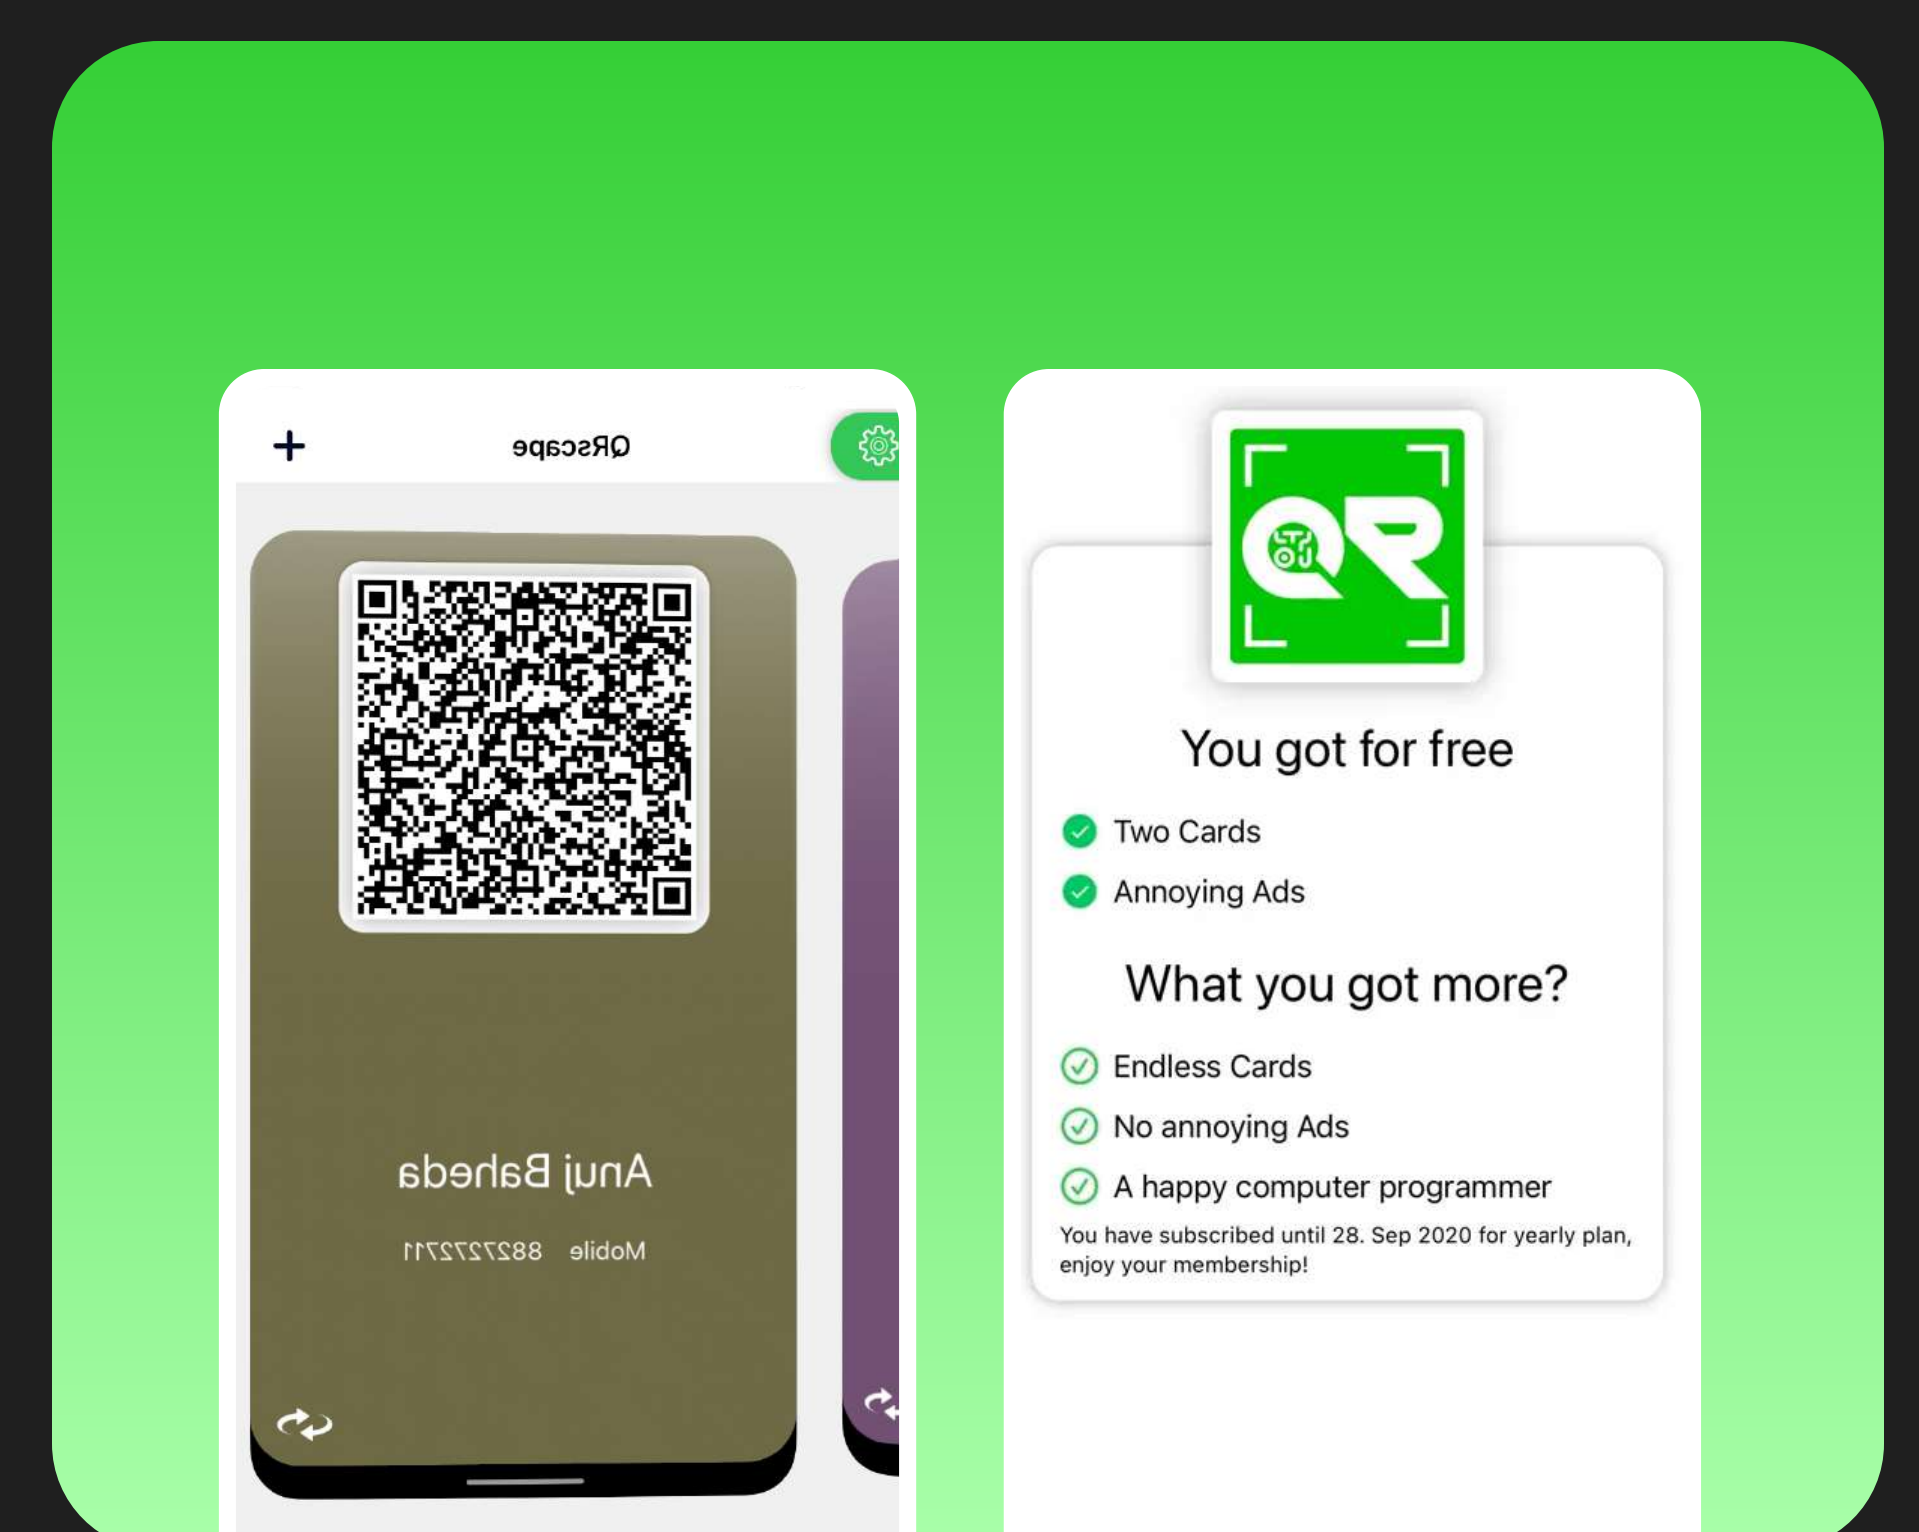 QRscape
Anuj Baheda
Mobile 8827272711
QR
You got for free
Two Cards
Annoying Ads
What you got more?
Endless Cards
No annoying Ads
A happy computer programmer
You have subscribed until 28. Sep 2020 for yearly plan,
enjoy your membership!